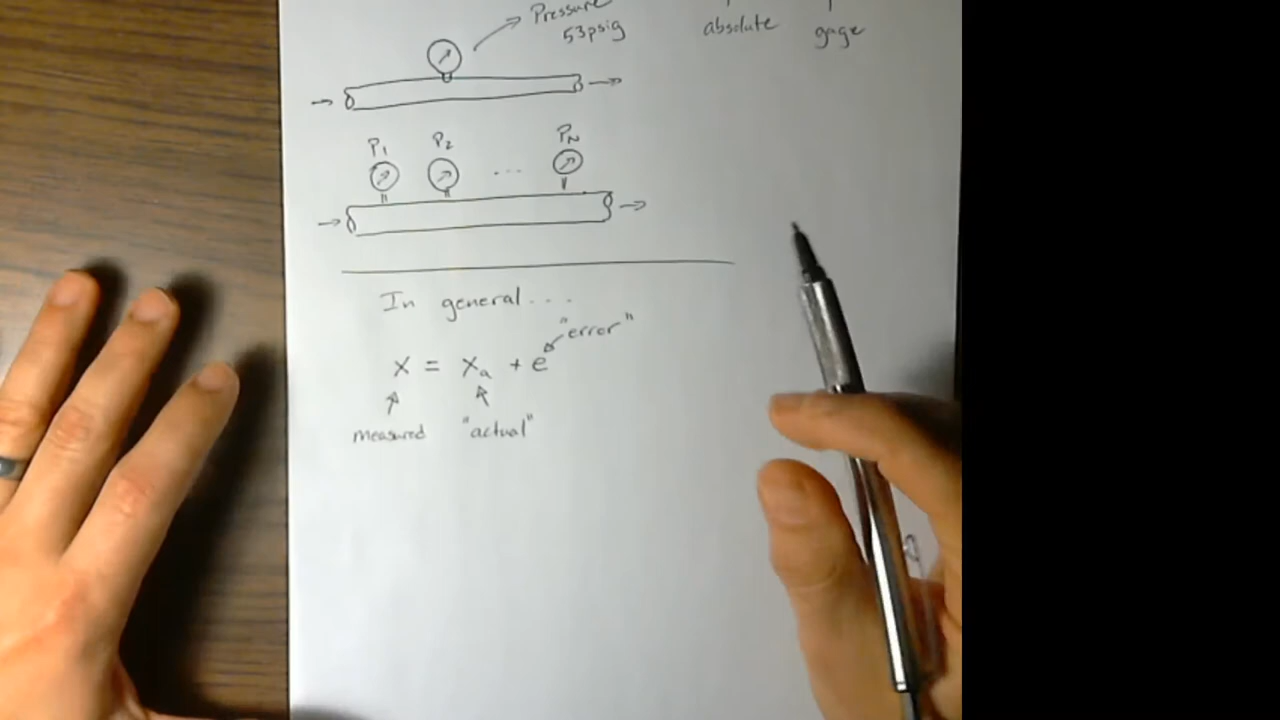 Pressure
53psig
absolute gage
P1 P2 ... PN
In general...
"error"
x = xa + e
measured "actual"